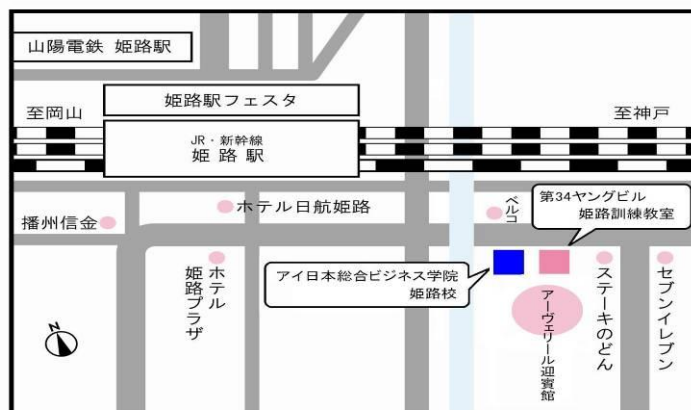 山陽電鉄 姫路駅
姫路駅フェスタ
至岡山
至神戸
JR・新幹線
姫路駅
第34ヤングビル
姫路訓練教室
ベルコ
ホテル日航姫路
播州信金
ホテル
姫路プラザ
アイ日本総合ビジネス学院
姫路校
アーヴェリール迎賓館
ステーキのどん
セブンイレブン
N